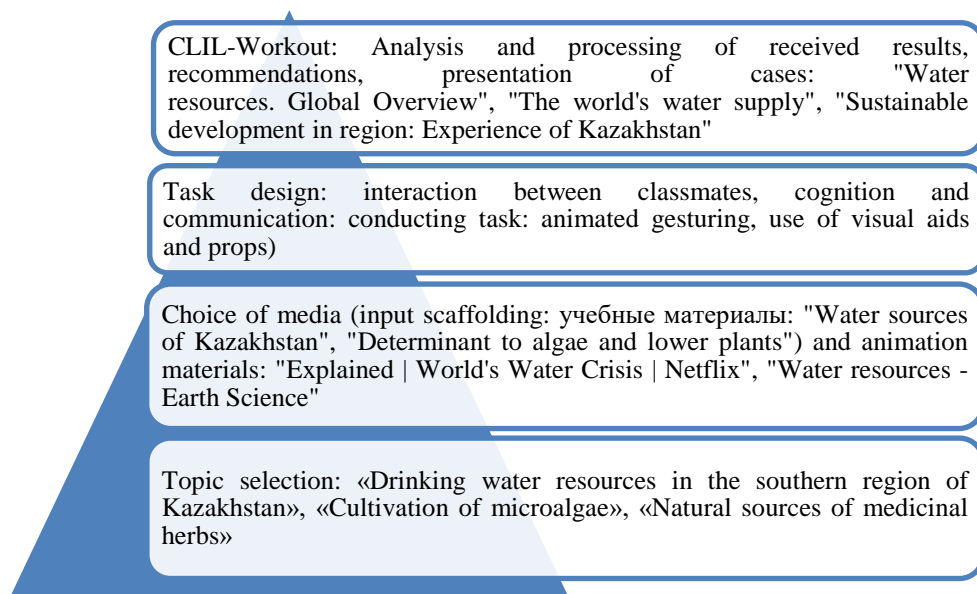 CLIL-Workout: Analysis and processing of received results,
recommendations, presentation of cases: "Water
resources. Global Overview", "The world's water supply", "Sustainable
development in region: Experience of Kazakhstan"
Task design: interaction between classmates, cognition and
communication: conducting task: animated gesturing, use of visual aids
and props)
Choice of media (input scaffolding: учебные материалы: "Water sources
of Kazakhstan", "Determinant to algae and lower plants") and animation
materials: "Explained | World's Water Crisis | Netflix", "Water resources -
Earth Science"
Topic selection: «Drinking water resources in the southern region of
Kazakhstan», «Cultivation of microalgae», «Natural sources of medicinal
herbs»